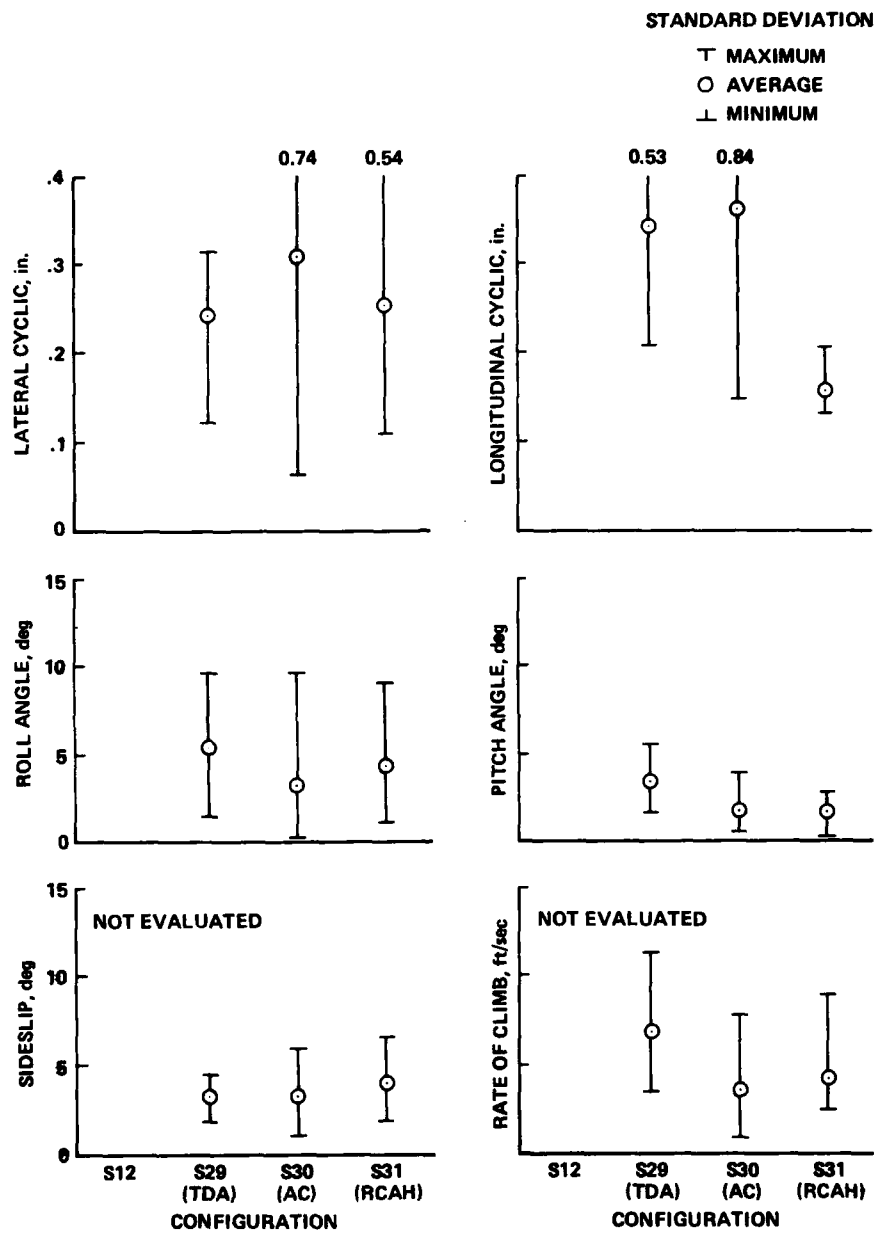 STANDARD DEVIATION
MAXIMUM
AVERAGE
MINIMUM
0.74
0.54
.4
.3
.2
.1
0
LATERAL CYCLIC, in.
0.53
0.84
LONGITUDINAL CYCLIC, in.
15
10
5
0
ROLL ANGLE, deg
PITCH ANGLE, deg
15
10
5
0
SIDESLIP, deg
NOT EVALUATED
S12
S29
(TDA)
S30
(AC)
S31
(RCAH)
CONFIGURATION
RATE OF CLIMB, ft/sec
NOT EVALUATED
S12
S29
(TDA)
S30
(AC)
S31
(RCAH)
CONFIGURATION